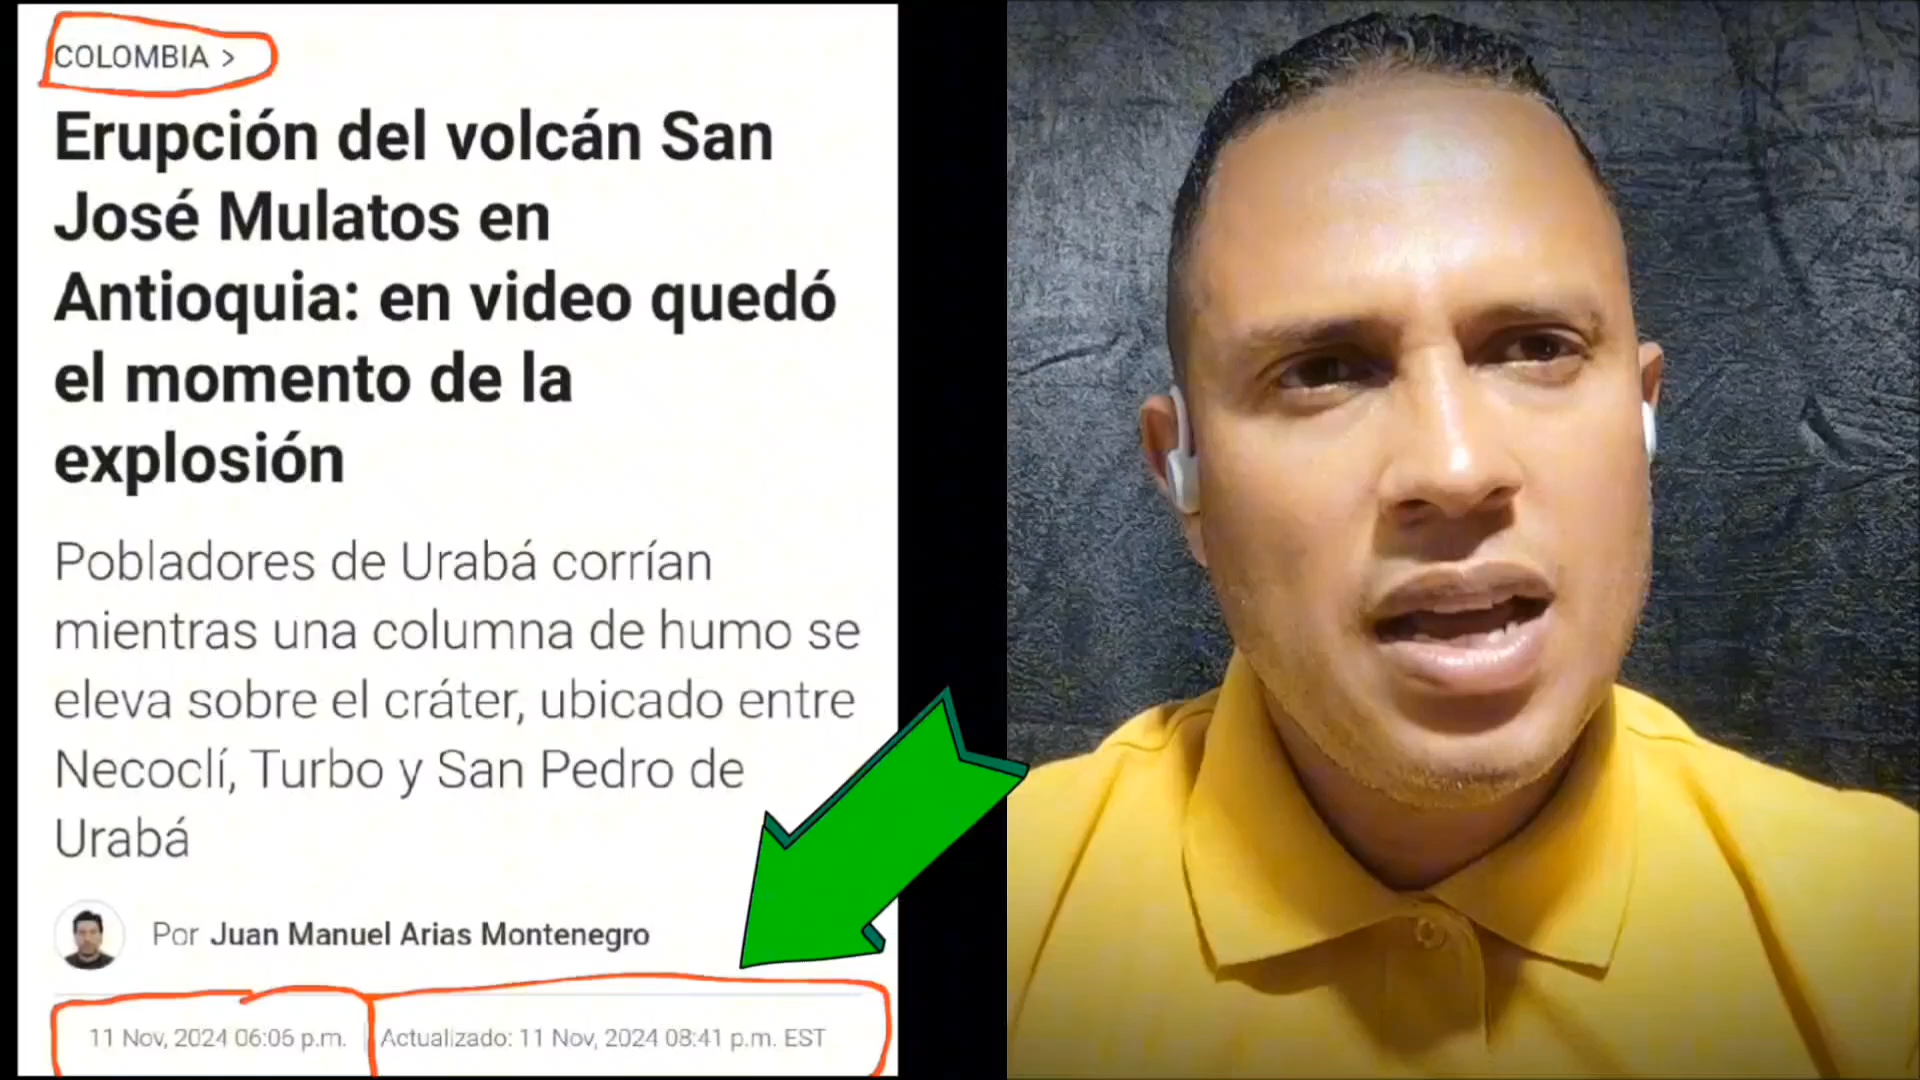 COLOMBIA >
Erupción del volcán San
José Mulatos en
Antioquia: en video quedó
el momento de la
explosión
Pobladores de Urabá corrían
mientras una columna de humo se
eleva sobre el cráter, ubicado entre
Necoclí, Turbo y San Pedro de
Urabá
Por Juan Manuel Arias Montenegro
11 Nov, 2024 06:06 p.m. | Actualizado: 11 Nov, 2024 08:41 p.m. EST